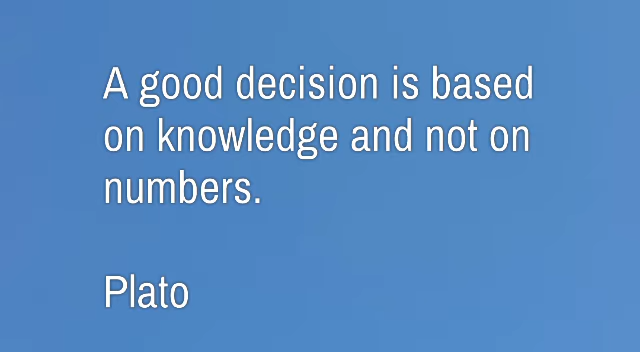 A good decision is based
on knowledge and not on
numbers.
Plato